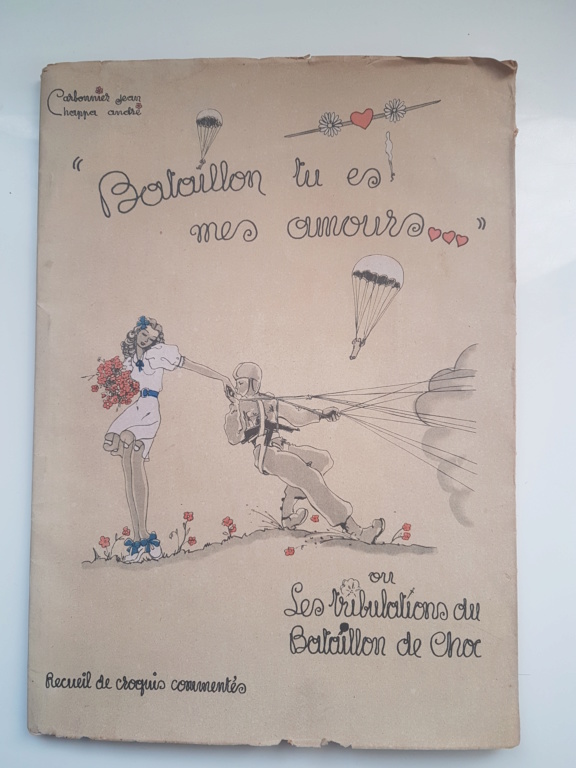 Carbonnier jean
Chappa andré
"Bataillon tu es
mes amours..."
ou
Les tribulations du
Bataillon de Choc
Recueil de croquis commentés